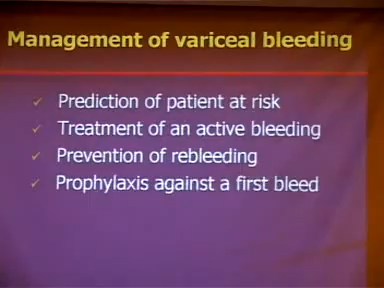 Management of variceal bleeding
Prediction of patient at risk
Treatment of an active bleeding
Prevention of rebleeding
Prophylaxis against a first bleed